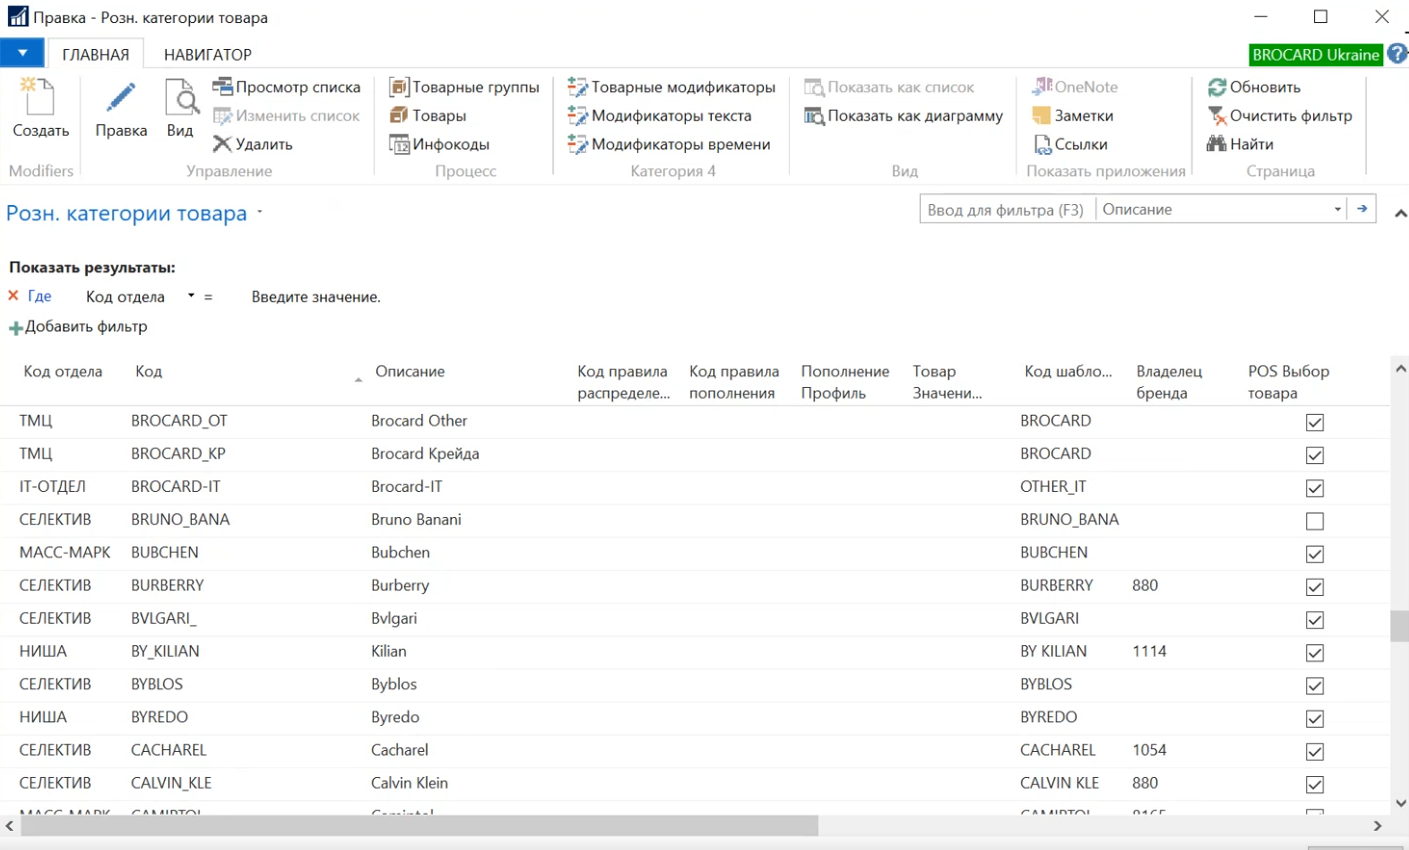 Правка - Розн. категории товара
ГЛАВНАЯ НАВИГАТОР
BROCARD Ukraine ?
Создать
Modifiers
Правка
Вид
Просмотр списка
Изменить список
Удалить
Управление
Товарные группы
Товары
Инфокоды
Процесс
Товарные модификаторы
Модификаторы текста
Модификаторы времени
Категория 4
Показать как список
Показать как диаграмму
Вид
OneNote
Заметки
Ссылки
Показать приложения
Обновить
Очистить фильтр
Найти
Страница
Розн. категории товара
Ввод для фильтра (F3) Описание
Показать результаты:
Где Код отдела = Введите значение.
Добавить фильтр
Код отдела Код Описание Код правила распределе... Код правила пополнения Пополнение Профиль Товар Значени... Код шабло... Владелец бренда POS Выбор товара
ТМЦ BROCARD_OT Brocard Other BROCARD
ТМЦ BROCARD_КР Brocard Крейда BROCARD
IT-ОТДЕЛ BROCARD-IT Brocard-IT OTHER_IT
СЕЛЕКТИВ BRUNO_BANA Bruno Banani BRUNO_BANA
МАСС-МАРК BUBCHEN Bubchen BUBCHEN
СЕЛЕКТИВ BURBERRY Burberry BURBERRY 880
СЕЛЕКТИВ BVLGARI_ Bvlgari BVLGARI
НИША BY_KILIAN Kilian BY KILIAN 1114
СЕЛЕКТИВ BYBLOS Byblos BYBLOS
НИША BYREDO Byredo BYREDO
СЕЛЕКТИВ CACHAREL Cacharel CACHAREL 1054
СЕЛЕКТИВ CALVIN_KLE Calvin Klein CALVIN KLE 880